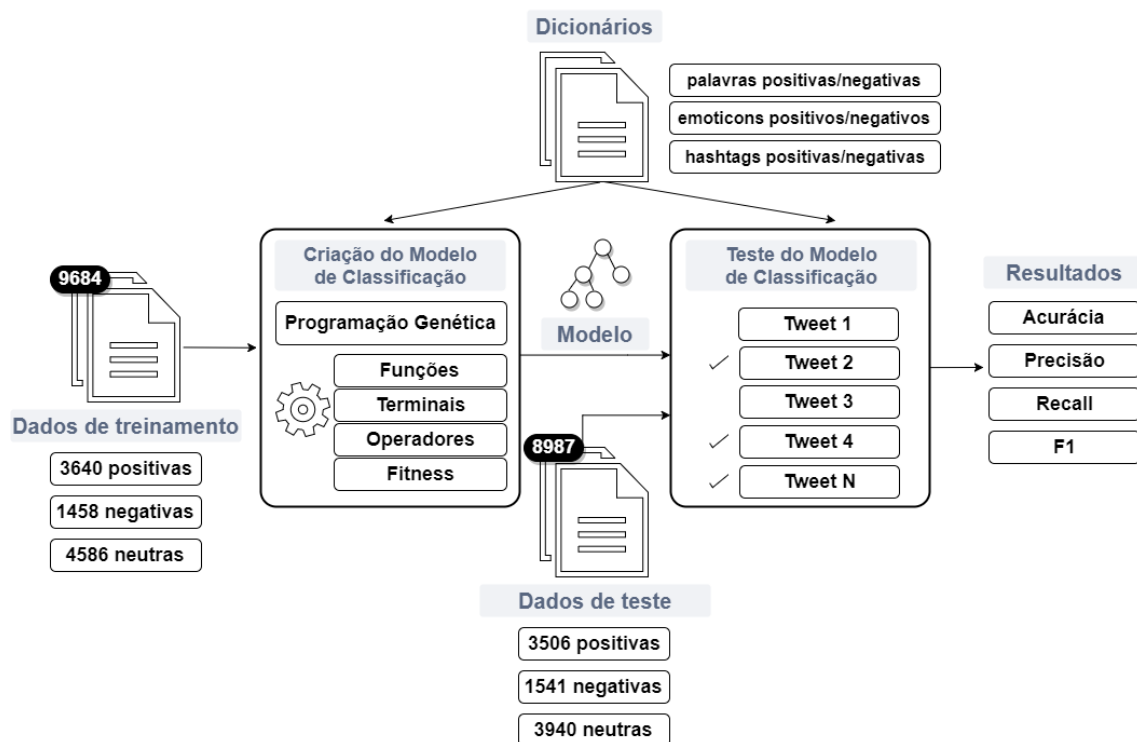 Dicionários
palavras positivas/negativas
emoticons positivos/negativos
hashtags positivas/negativas
9684
Dados de treinamento
3640 positivas
1458 negativas
4586 neutras
Criação do Modelo
de Classificação
Programação Genética
Funções
Terminais
Operadores
Fitness
Modelo
8987
Dados de teste
3506 positivas
1541 negativas
3940 neutras
Teste do Modelo
de Classificação
Tweet 1
Tweet 2
Tweet 3
Tweet 4
Tweet N
Resultados
Acurácia
Precisão
Recall
F1